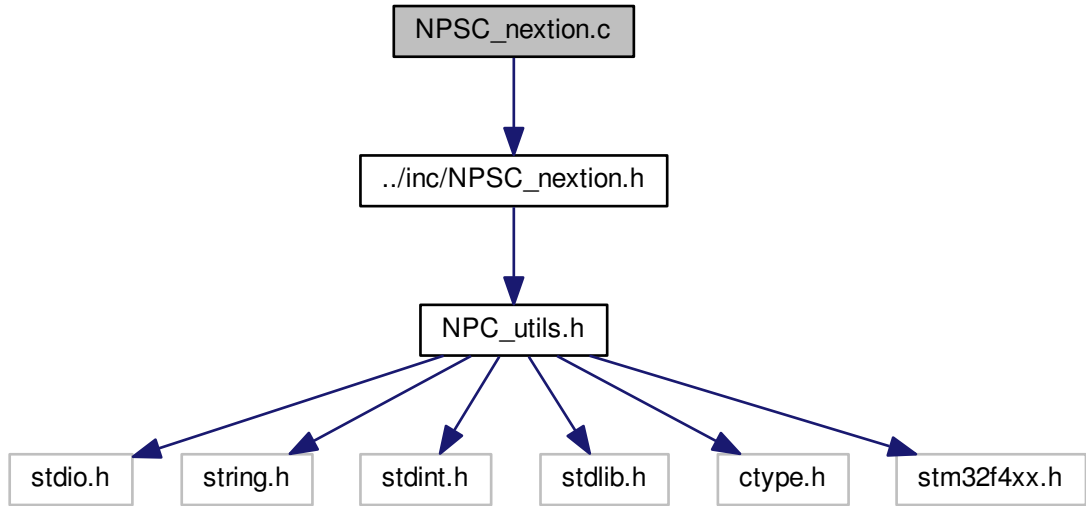 NPSC_nextion.c
../inc/NPSC_nextion.h
NPC_utils.h
stdio.h
string.h
stdint.h
stdlib.h
ctype.h
stm32f4xx.h